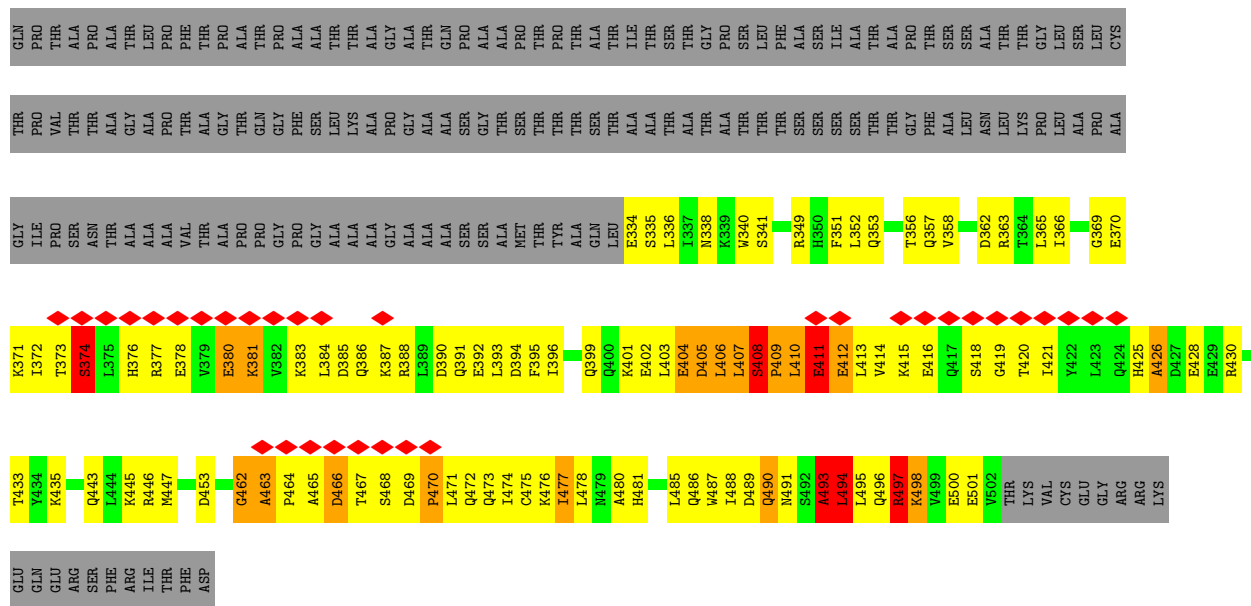 GLN PRO THR ALA PRO ALA THR LEU PRO PHE THR PRO ALA THR PRO ALA ALA THR THR ALA GLY ALA THR GLN PRO ALA ALA PRO THR PRO THR ALA THR ILE THR SER THR GLY PRO SER LEU PHE ALA SER ILE ALA THR ALA PRO THR SER SER ALA THR THR GLY LEU SER LEU CYS
THR PRO VAL THR THR ALA GLY ALA PRO THR ALA GLY THR GLN GLY PHE SER LEU LYS ALA PRO GLY ALA ALA SER GLY THR SER THR THR THR SER THR ALA ALA THR ALA THR ALA THR THR THR SER SER SER SER THR THR GLY PHE ALA LEU ASN LEU LYS PRO LEU ALA PRO ALA
GLY ILE PRO SER ASN THR ALA ALA ALA VAL THR ALA PRO PRO GLY PRO GLY ALA ALA ALA GLY ALA ALA ALA SER SER ALA MET THR TYR ALA GLN LEU E334 S335 L336 I337 N338 K339 W340 S341 R349 H350 F351 L352 Q353 T356 Q357 V358 D362 R363 T364 L365 I366 G369 E370
K371 I372 T373 S374 L375 H376 R377 E378 V379 E380 K381 V382 K383 L384 D385 Q386 K387 R388 L389 D390 Q391 E392 L393 D394 F395 I396 Q399 Q400 K401 E402 L403 E404 D405 L406 L407 S408 P409 L410 E411 E412 L413 V414 K415 E416 Q417 S418 G419 T420 I421 Y422 L423 Q424 H425 A426 D427 E428 E429 R430
T433 Y434 K435 Q443 L444 K445 R446 M447 D453 G462 A463 P464 A465 D466 T467 S468 D469 P470 L471 Q472 Q473 I474 C475 K476 I477 L478 N479 A480 H481 L485 Q486 W487 I488 D489 Q490 N491 S492 A493 L494 L495 Q496 R497 K498 V499 E500 E501 V502 THR LYS VAL CYS GLU GLY ARG ARG LYS
GLU GLN GLU ARG SER PHE ARG ILE THR PHE ASP